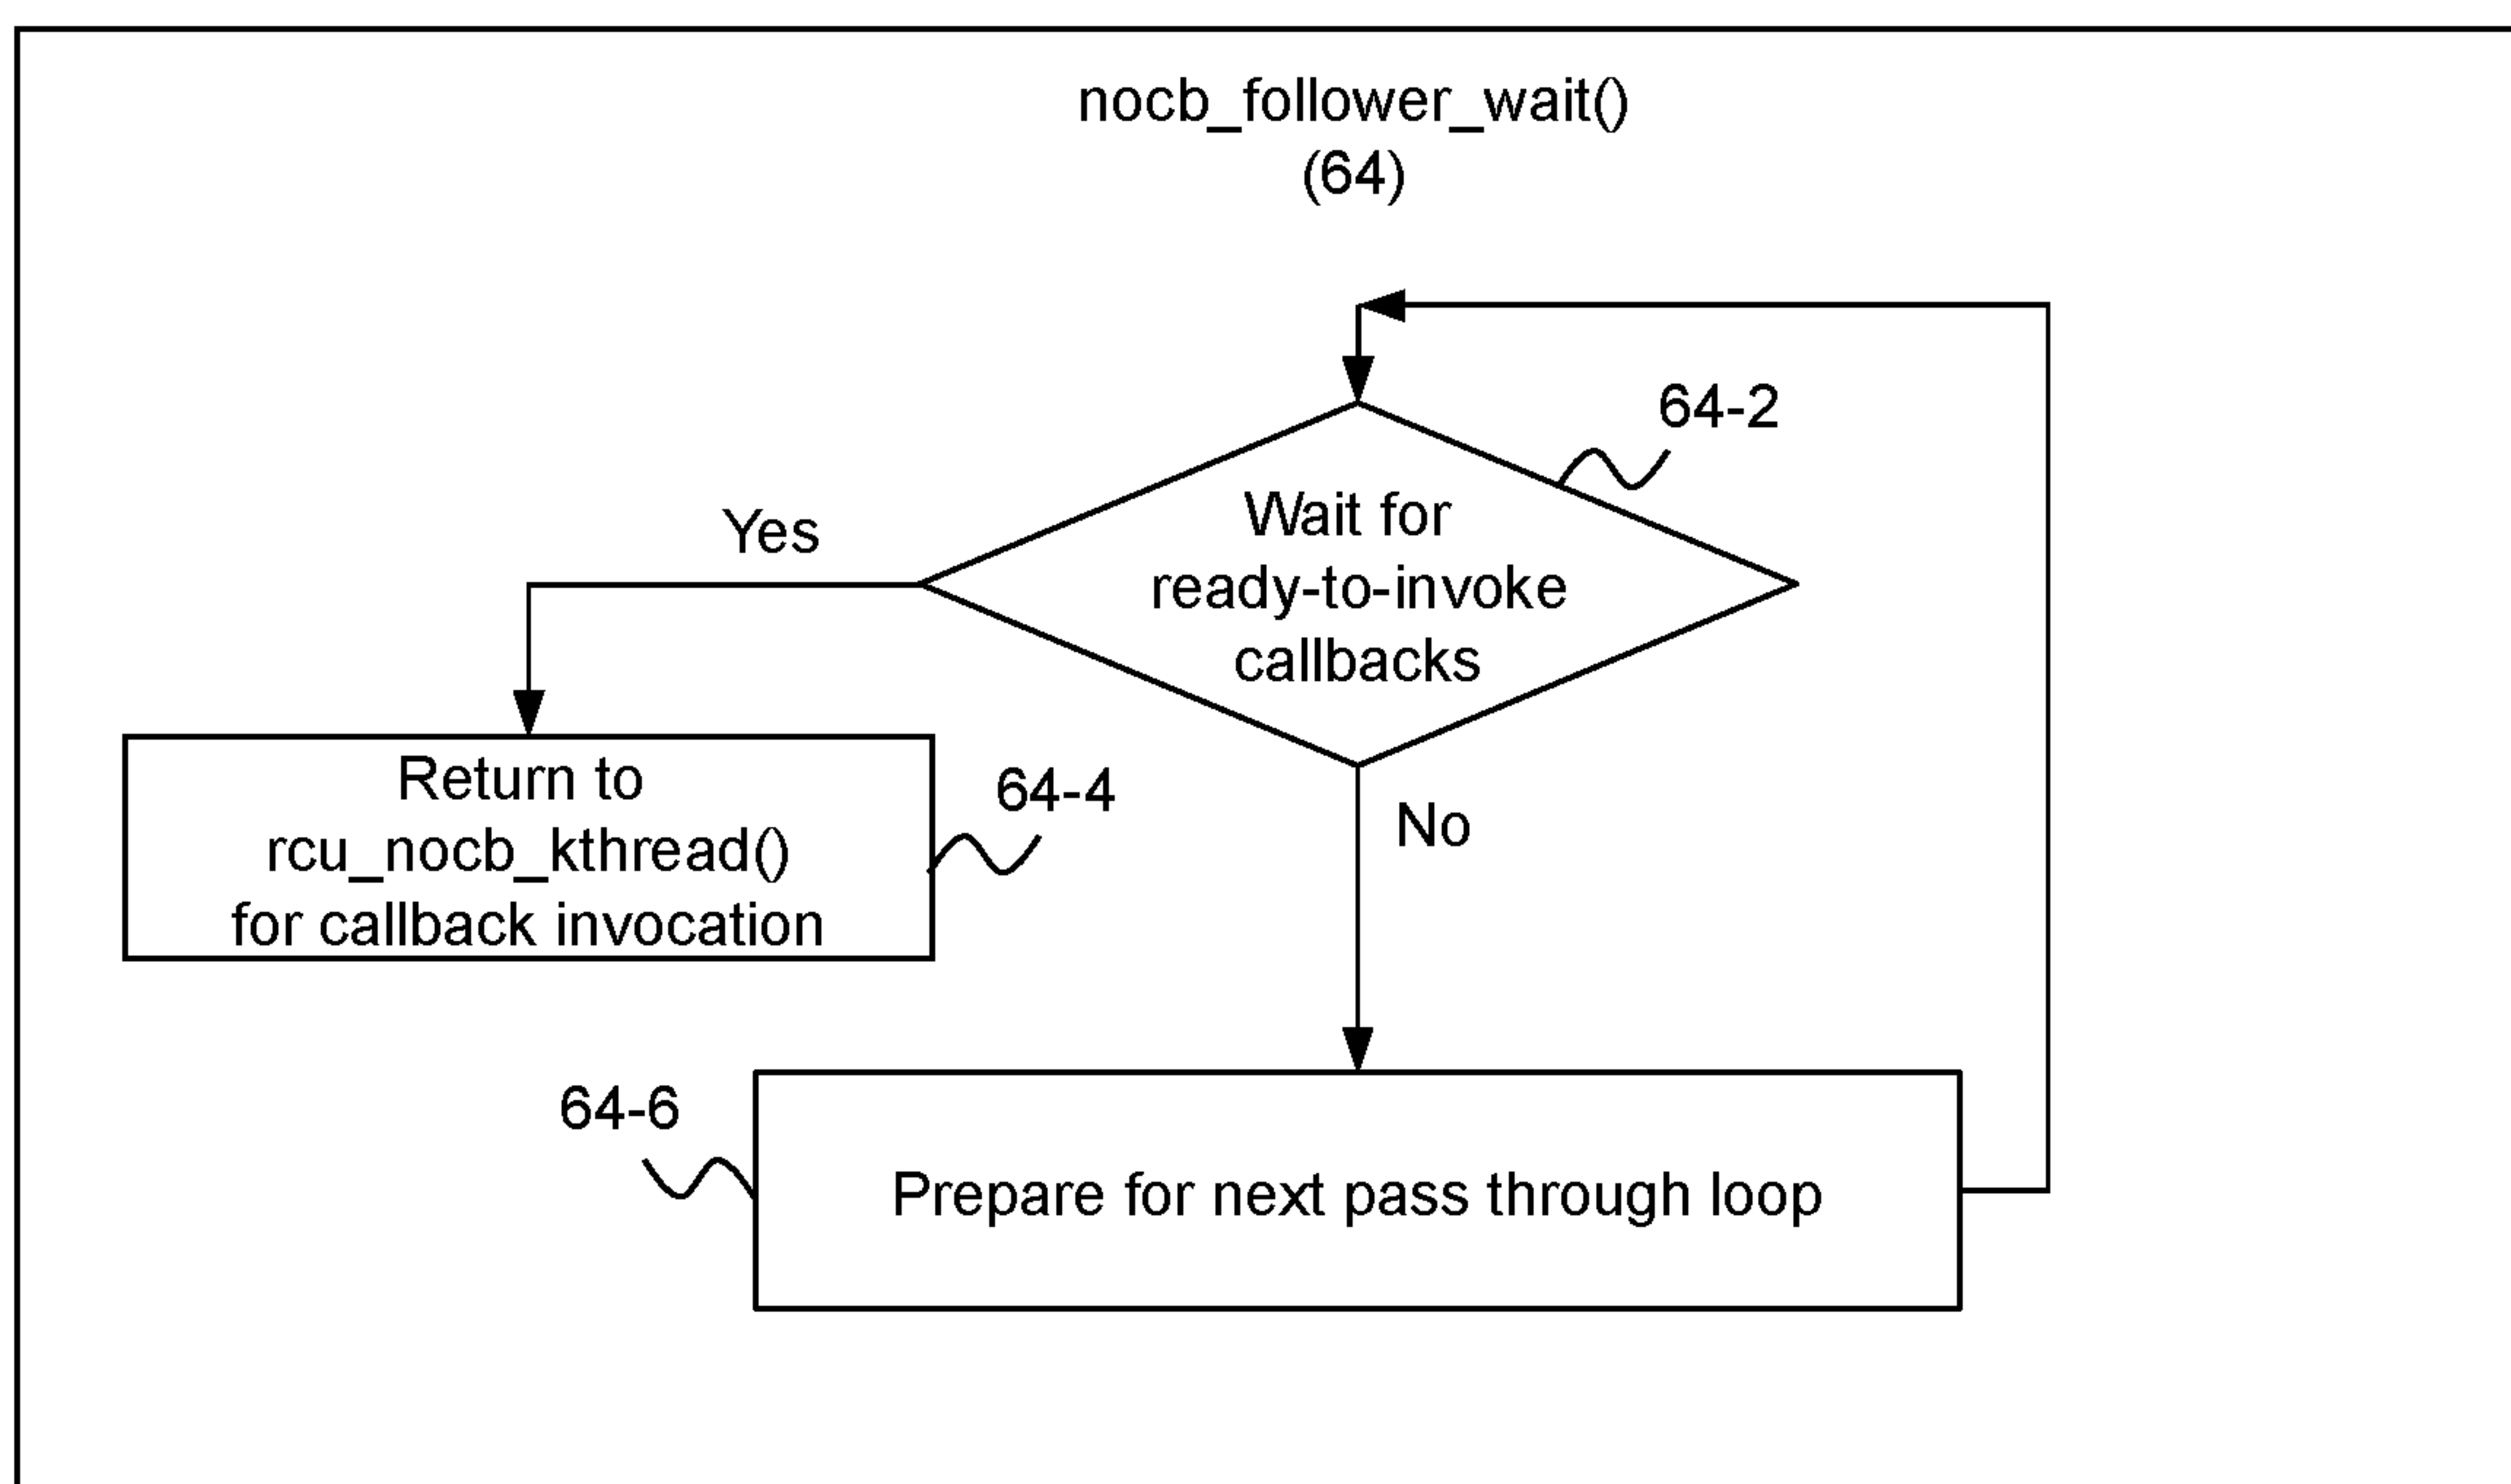 nocb_follower_wait()
(64)
64-2
Wait for
ready-to-invoke
callbacks
Yes
Return to
rcu_nocb_kthread()
for callback invocation
64-4
No
64-6
Prepare for next pass through loop